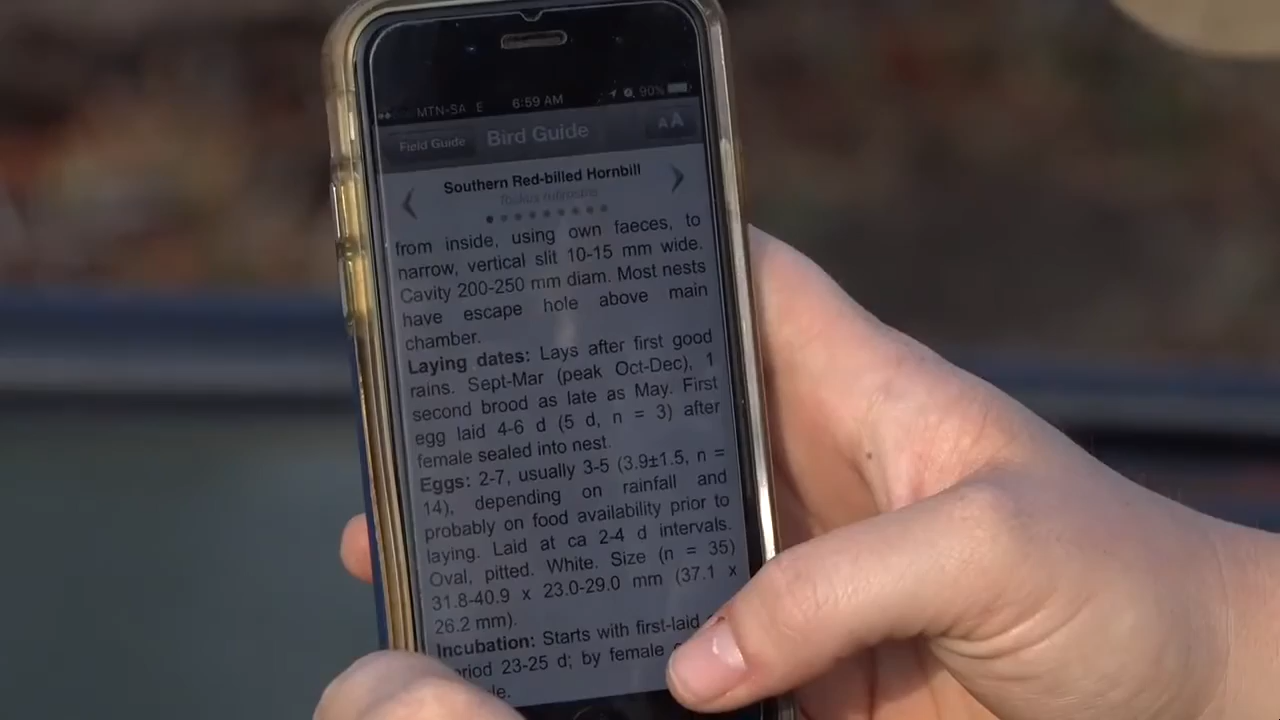 MTN-SA E 6:59 AM 90%
Field Guide Bird Guide AA
Southern Red-billed Hornbill
from inside, using own faeces, to
narrow, vertical slit 10-15 mm wide.
Cavity 200-250 mm diam. Most nests
have escape hole above main
chamber.
Laying dates: Lays after first good
rains. Sept-Mar (peak Oct-Dec), 1
second brood as late as May. First
egg laid 4-6 d (5 d, n = 3) after
female sealed into nest.
Eggs: 2-7, usually 3-5 (3.9±1.5, n =
14), depending on rainfall and
probably on food availability prior to
laying. Laid at ca 2-4 d intervals.
Oval, pitted. White. Size (n = 35)
31.8-40.9 x 23.0-29.0 mm (37.1 x
26.2 mm).
Incubation: Starts with first-laid
23-25 d; by female